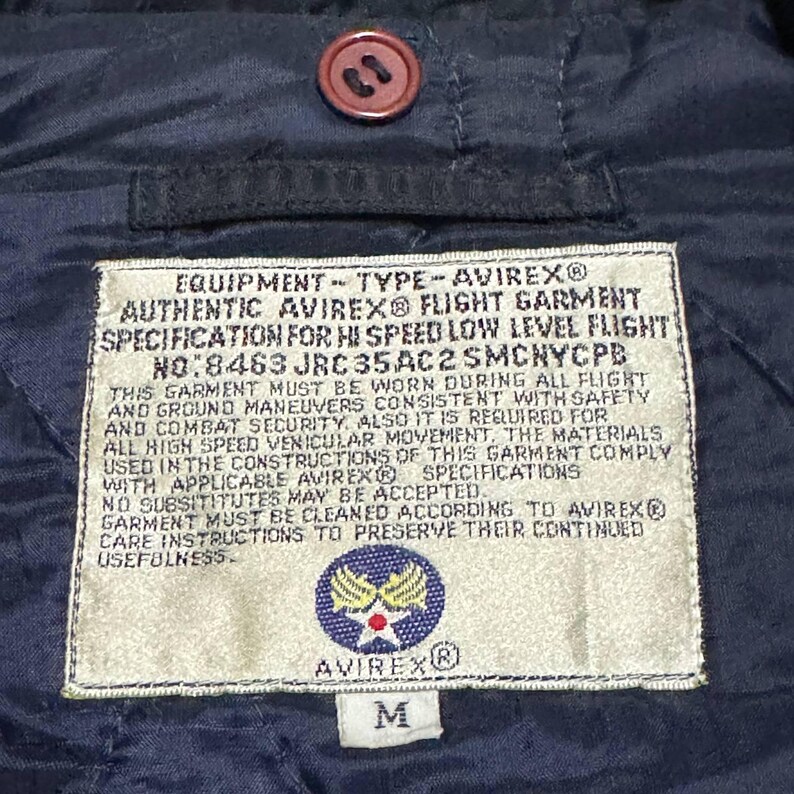 EQUIPMENT - TYPE - AVIREX®
AUTHENTIC AVIREX® FLIGHT GARMENT
SPECIFICATION FOR HI SPEED LOW LEVEL FLIGHT
NO: 8463 JRC35AC2SMCNYCPB
THIS GARMENT MUST BE WORN DURING ALL FLIGHT
AND GROUND MANEUVERS CONSISTENT WITH SAFETY
AND COMBAT SECURITY. ALSO IT IS REQUIRED FOR
ALL HIGH SPEED VENICULAR MOVEMENT. THE MATERIALS
USED IN THE CONSTRUCTIONS OF THIS GARMENT COMPLY
WITH APPLICABLE AVIREX® SPECIFICATIONS
NO SUBSITITUTES MAY BE ACCEPTED.
GARMENT MUST BE CLEANED ACCORDING TO AVIREX®
CARE INSTRUCTIONS TO PRESERVE THEIR CONTINUED
USEFULNESS.
AVIREX®
M